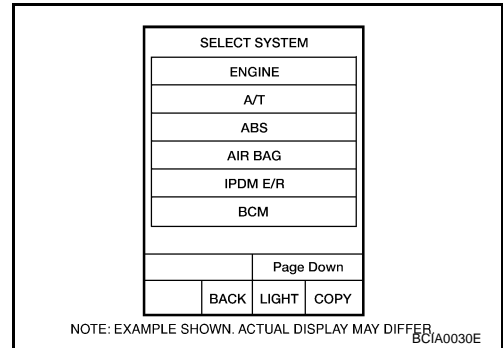 SELECT SYSTEM
ENGINE
A/T
ABS
AIR BAG
IPDM E/R
BCM
Page Down
BACK LIGHT COPY
NOTE: EXAMPLE SHOWN. ACTUAL DISPLAY MAY DIFFER.
BCIA0030E